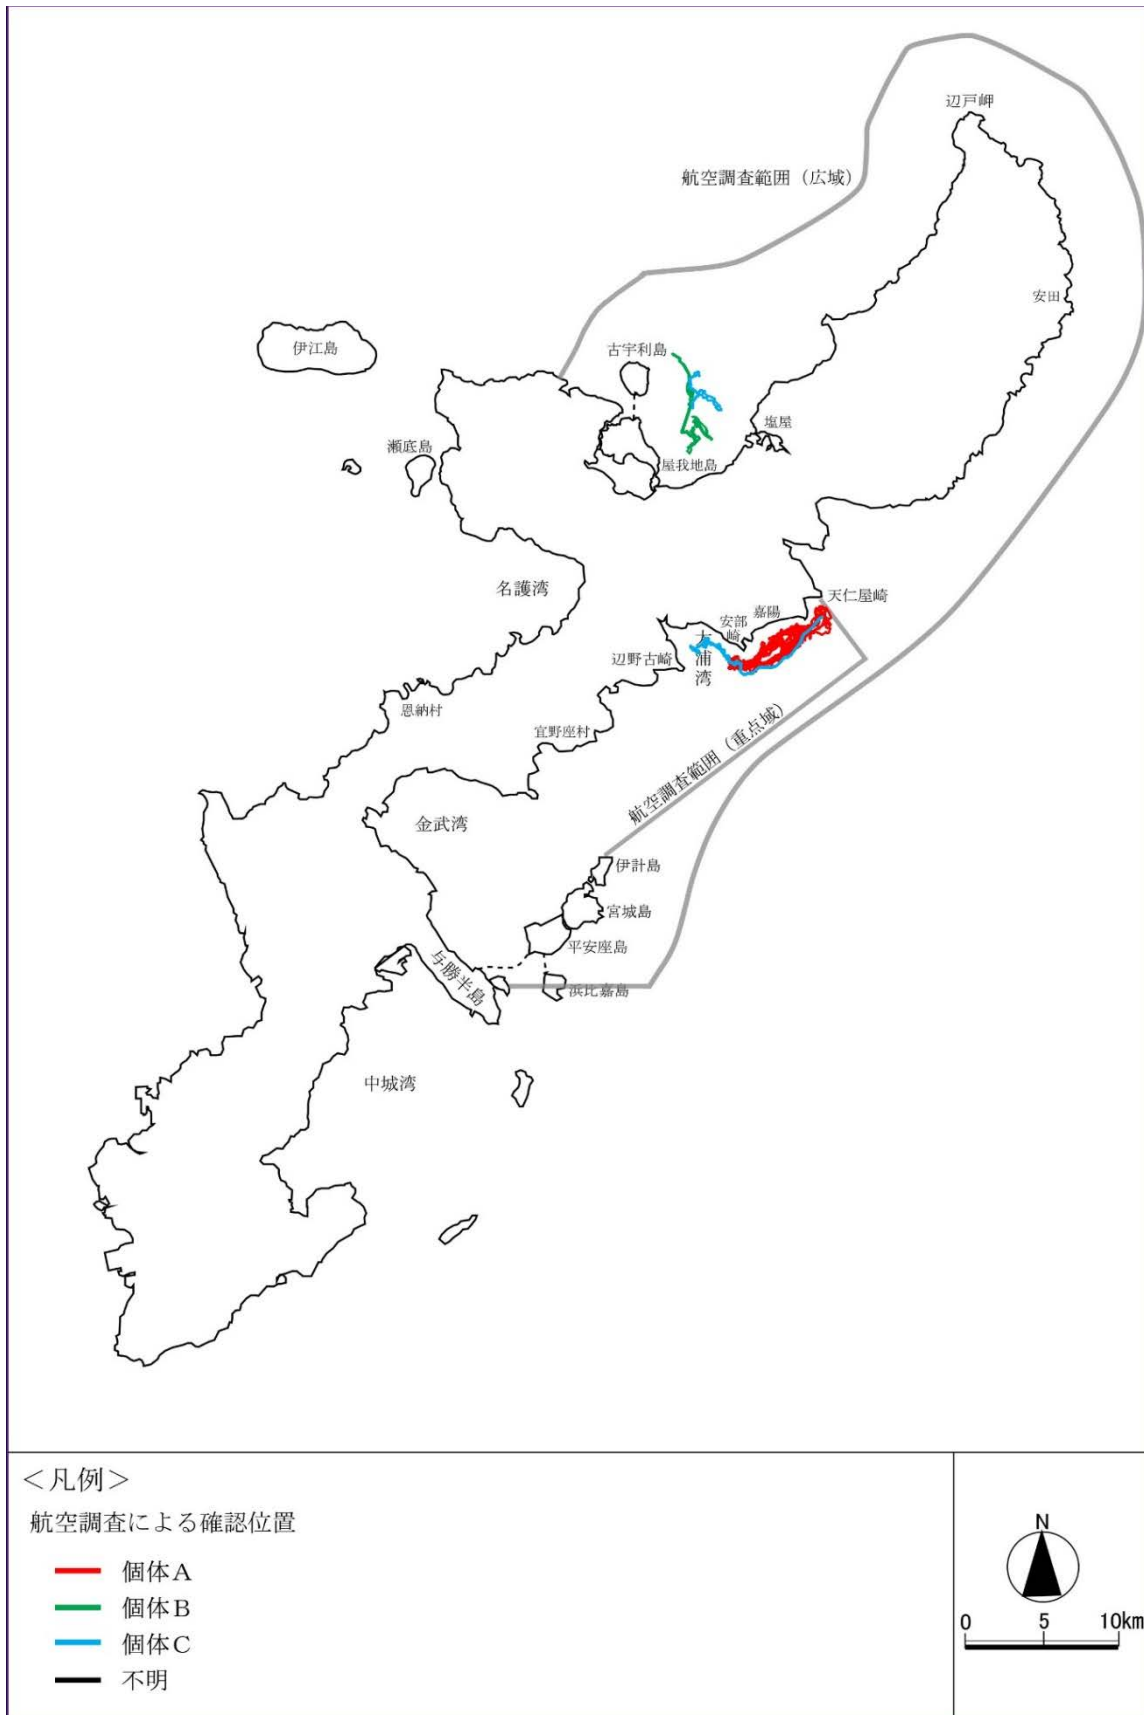 辺戸岬
航空調査範囲（広域）
安田
伊江島
古宇利島
塩屋
瀬底島
屋我地島
名護湾
天仁屋崎
嘉陽
安部崎
大浦湾
辺野古崎
恩納村
宜野座村
航空調査範囲（重点域）
金武湾
伊計島
宮城島
平安座島
与勝半島
浜比嘉島
中城湾
＜凡例＞
航空調査による確認位置
個体A
個体B
個体C
不明
N
0 5 10km